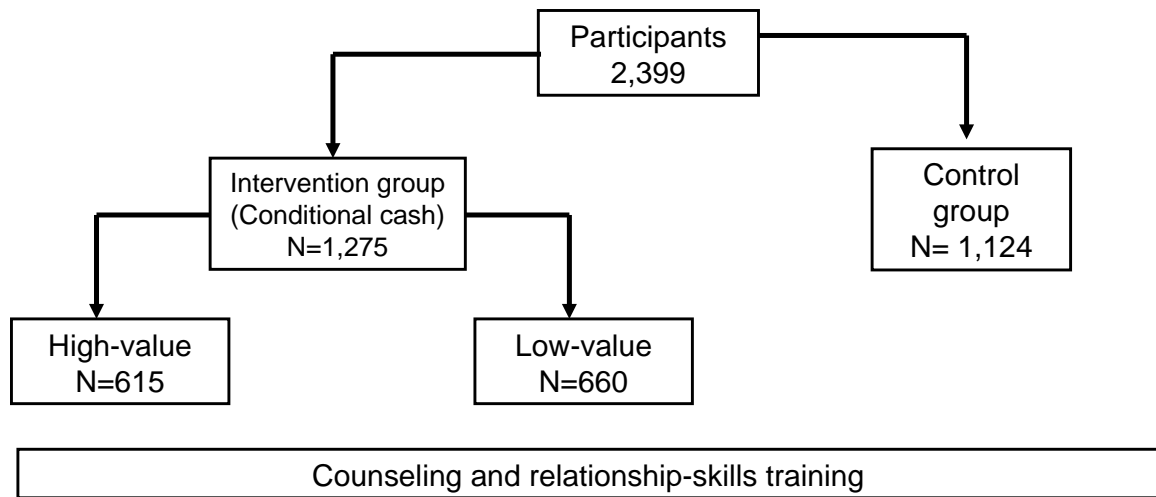 Participants
2,399
Intervention group
(Conditional cash)
N=1,275
Control
group
N= 1,124
High-value
N=615
Low-value
N=660
Counseling and relationship-skills training